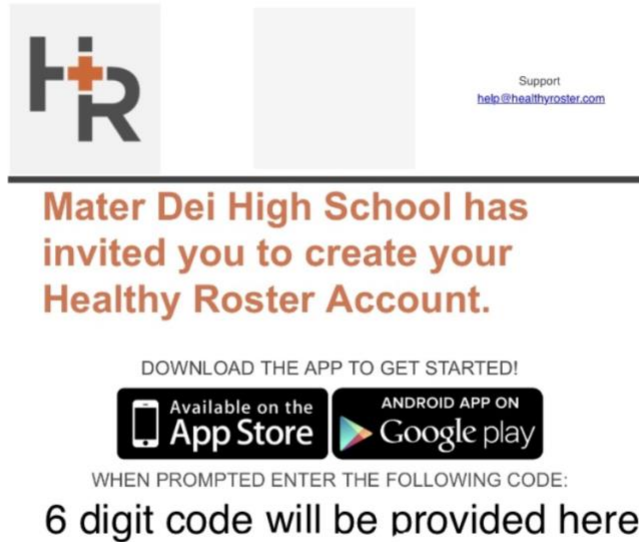 HR
Support
help@healthyroster.com
Mater Dei High School has
invited you to create your
Healthy Roster Account.
DOWNLOAD THE APP TO GET STARTED!
Available on the
App Store
ANDROID APP ON
Google play
WHEN PROMPTED ENTER THE FOLLOWING CODE:
6 digit code will be provided here